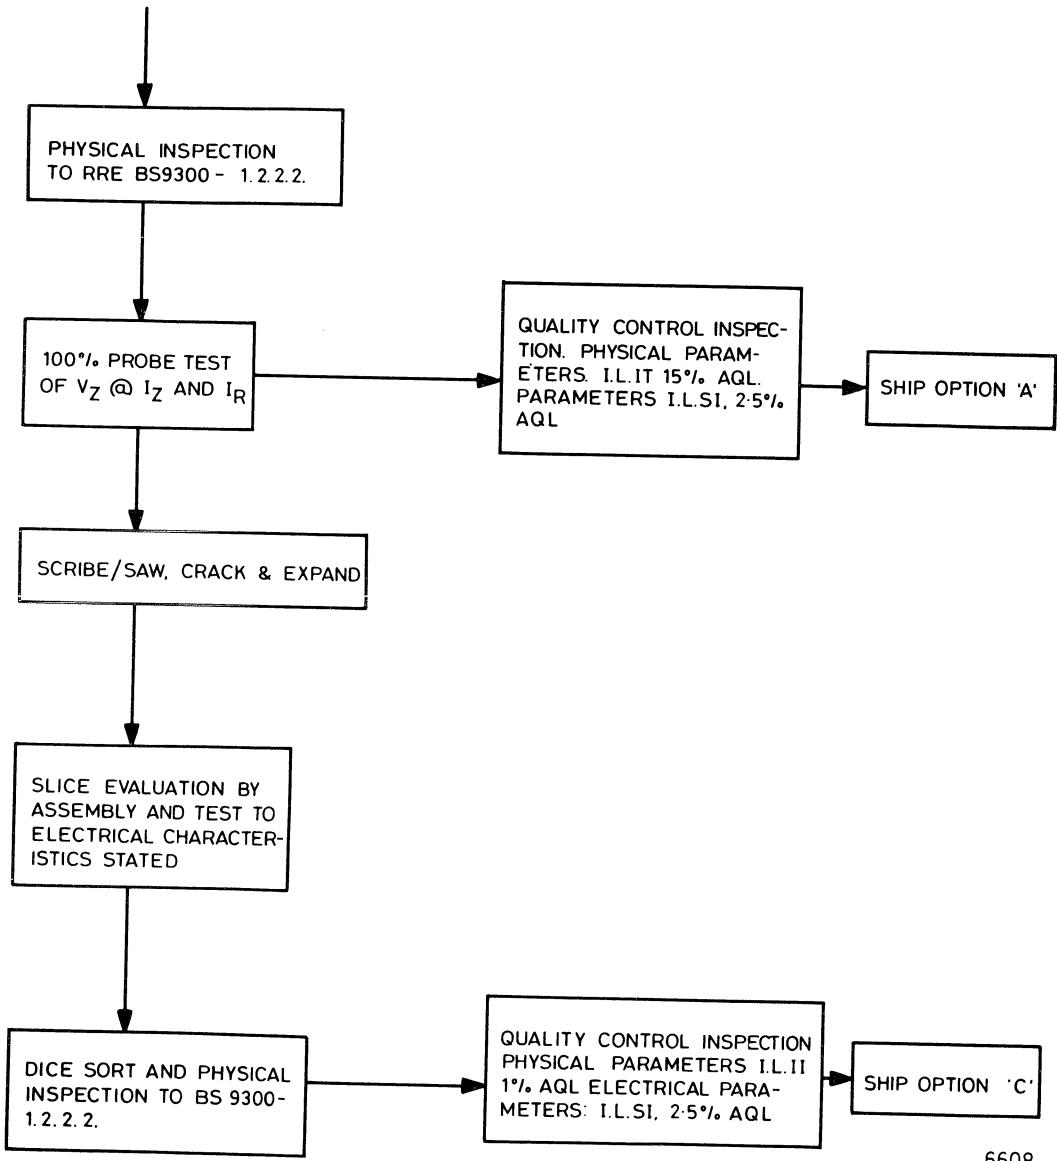 PHYSICAL INSPECTION
TO RRE BS9300- 1.2.2.2.
100% PROBE TEST
OF VZ @ IZ AND IR
QUALITY CONTROL INSPEC-
TION. PHYSICAL PARAM-
ETERS. I.L.IT 15% AQL.
PARAMETERS I.L.SI, 2·5%
AQL
SHIP OPTION 'A'
SCRIBE/SAW, CRACK & EXPAND
SLICE EVALUATION BY
ASSEMBLY AND TEST TO
ELECTRICAL CHARACTER-
ISTICS STATED
DICE SORT AND PHYSICAL
INSPECTION TO BS 9300-
1.2.2.2.
QUALITY CONTROL INSPECTION
PHYSICAL PARAMETERS I.L.II
1% AQL ELECTRICAL PARA-
METERS: I.L.SI, 2·5% AQL
SHIP OPTION 'C'
6608